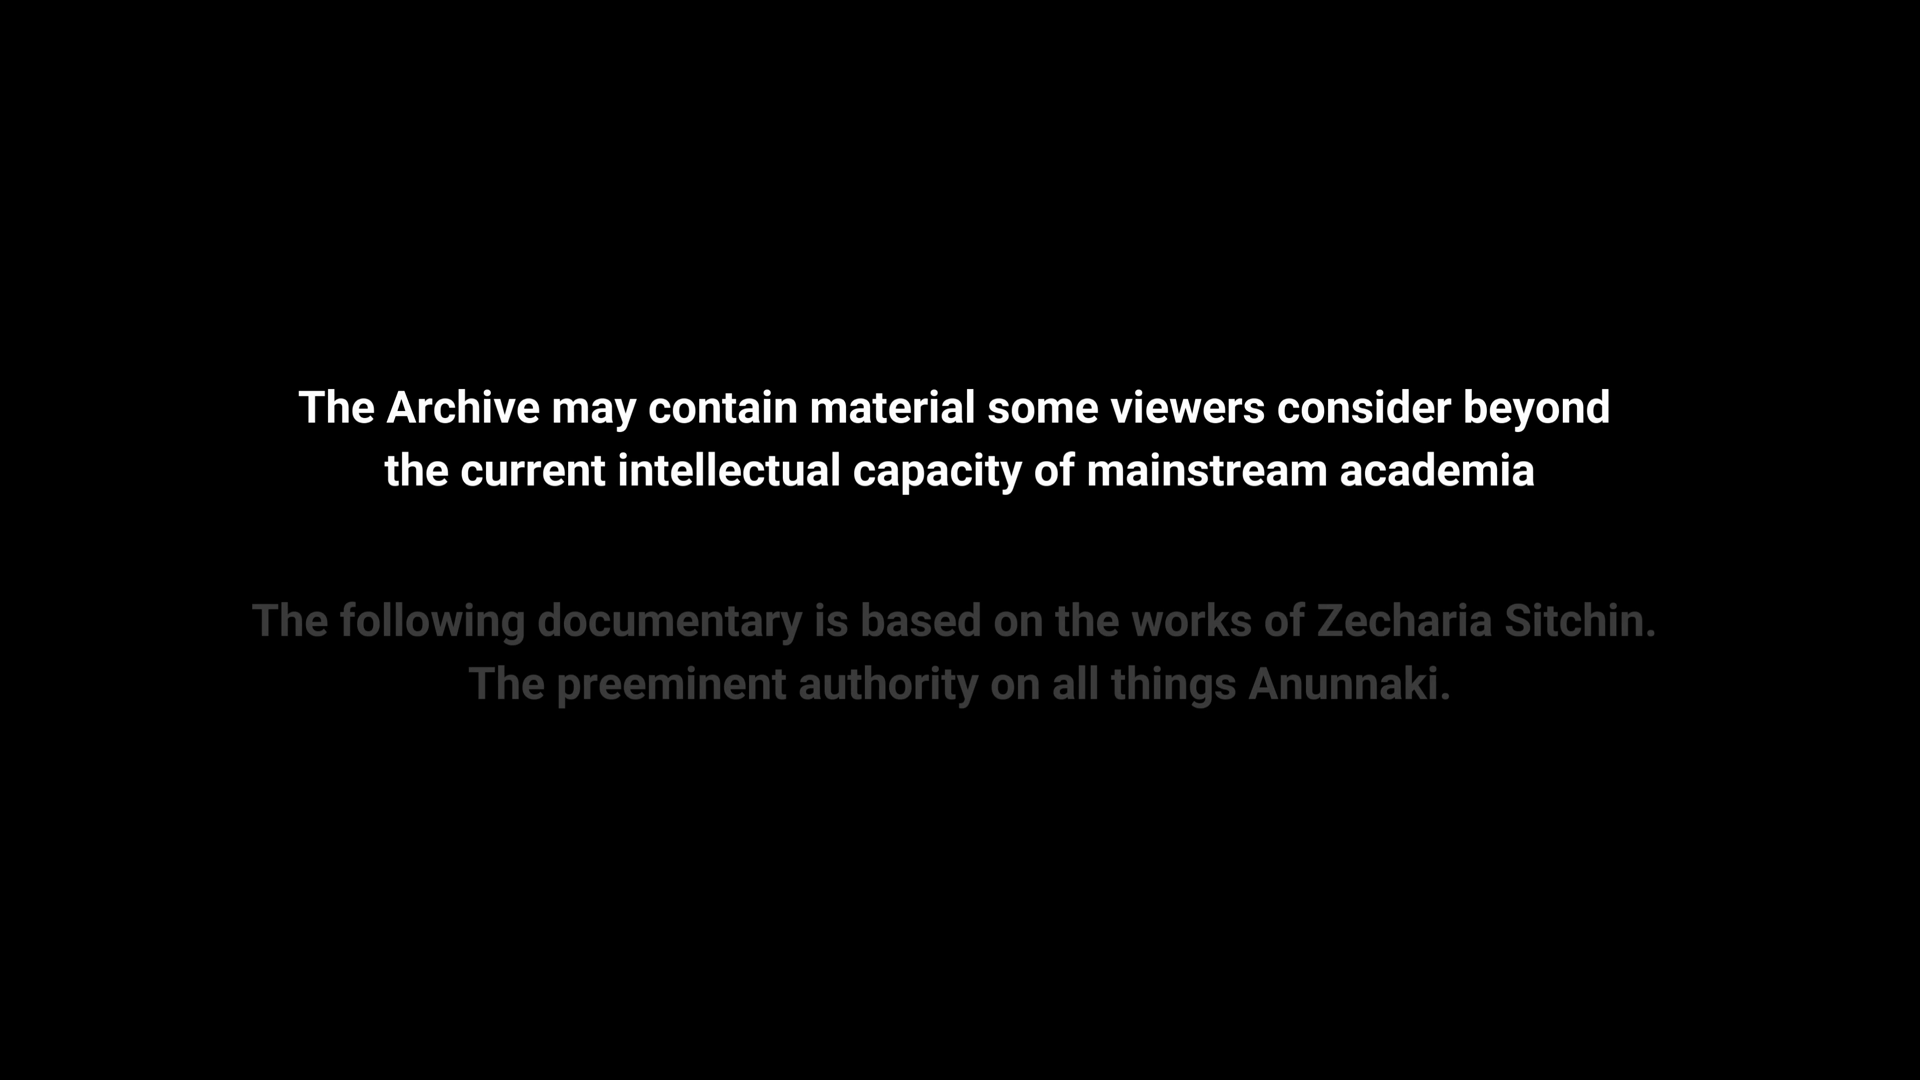 The Archive may contain material some viewers consider beyond
the current intellectual capacity of mainstream academia
The following documentary is based on the works of Zecharia Sitchin.
The preeminent authority on all things Anunnaki.